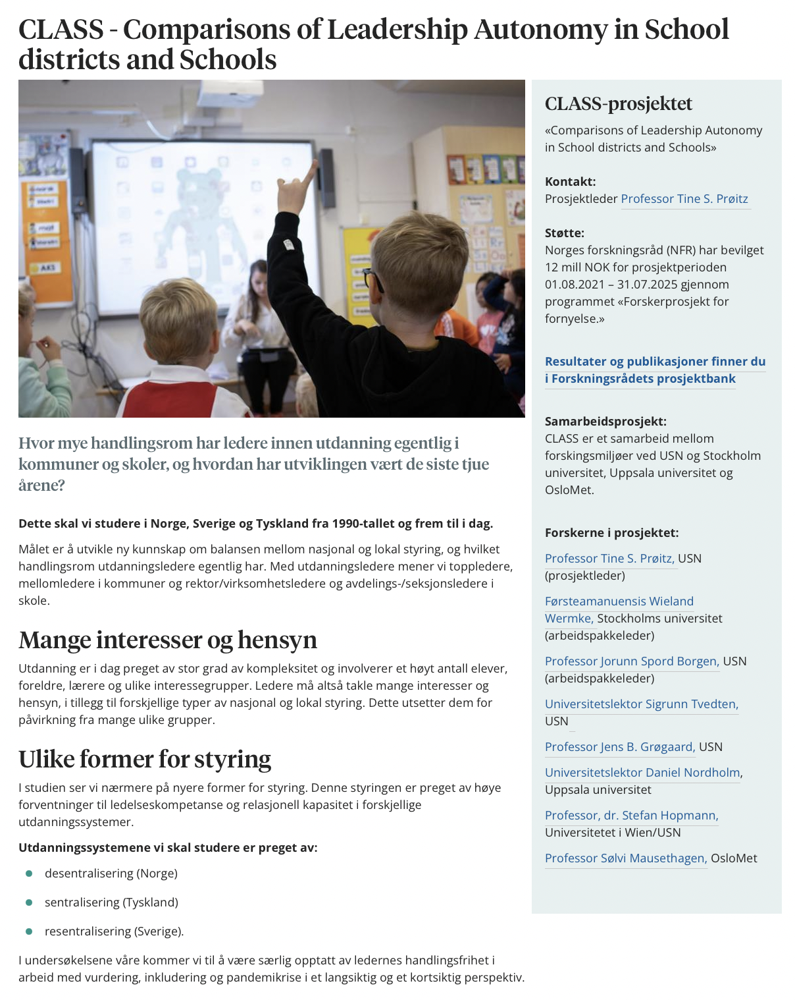 CLASS - Comparisons of Leadership Autonomy in School
districts and Schools
AKS
Hvor mye handlingsrom har ledere innen utdanning egentlig i
kommuner og skoler, og hvordan har utviklingen vært de siste tjue
årene?
Dette skal vi studere i Norge, Sverige og Tyskland fra 1990-tallet og frem til i dag.
Målet er å utvikle ny kunnskap om balansen mellom nasjonal og lokal styring, og hvilket
handlingsrom utdanningsledere egentlig har. Med utdanningsledere mener vi toppledere,
mellomledere i kommuner og rektor/virksomhetsledere og avdelings-/seksjonsledere i
skole.
Mange interesser og hensyn
Utdanning er i dag preget av stor grad av kompleksitet og involverer et høyt antall elever,
foreldre, lærere og ulike interessegrupper. Ledere må altså takle mange interesser og
hensyn, i tillegg til forskjellige typer av nasjonal og lokal styring. Dette utsetter dem for
påvirkning fra mange ulike grupper.
Ulike former for styring
I studien ser vi nærmere på nyere former for styring. Denne styringen er preget av høye
forventninger til ledelseskompetanse og relasjonell kapasitet i forskjellige
utdanningssystemer.
Utdanningssystemene vi skal studere er preget av:
desentralisering (Norge)
sentralisering (Tyskland)
resentralisering (Sverige).
I undersøkelsene våre kommer vi til å være særlig opptatt av ledernes handlingsfrihet i
arbeid med vurdering, inkludering og pandemikrise i et langsiktig og et kortsiktig perspektiv.
CLASS-prosjektet
«Comparisons of Leadership Autonomy
in School districts and Schools»
Kontakt:
Prosjektleder Professor Tine S. Prøitz
Støtte:
Norges forskningsråd (NFR) har bevilget
12 mill NOK for prosjektperioden
01.08.2021 – 31.07.2025 gjennom
programmet «Forskerprosjekt for
fornyelse.»
Resultater og publikasjoner finner du
i Forskningsrådets prosjektbank
Samarbeidsprosjekt:
CLASS er et samarbeid mellom
forskingsmiljøer ved USN og Stockholm
universitet, Uppsala universitet og
OsloMet.
Forskerne i prosjektet:
Professor Tine S. Prøitz, USN
(prosjektleder)
Førsteamanuensis Wieland
Wermke, Stockholms universitet
(arbeidspakkeleder)
Professor Jorunn Spord Borgen, USN
(arbeidspakkeleder)
Universitetslektor Sigrunn Tvedten,
USN
Professor Jens B. Grøgaard, USN
Universitetslektor Daniel Nordholm,
Uppsala universitet
Professor, dr. Stefan Hopmann,
Universitetet i Wien/USN
Professor Sølvi Mausethagen, OsloMet